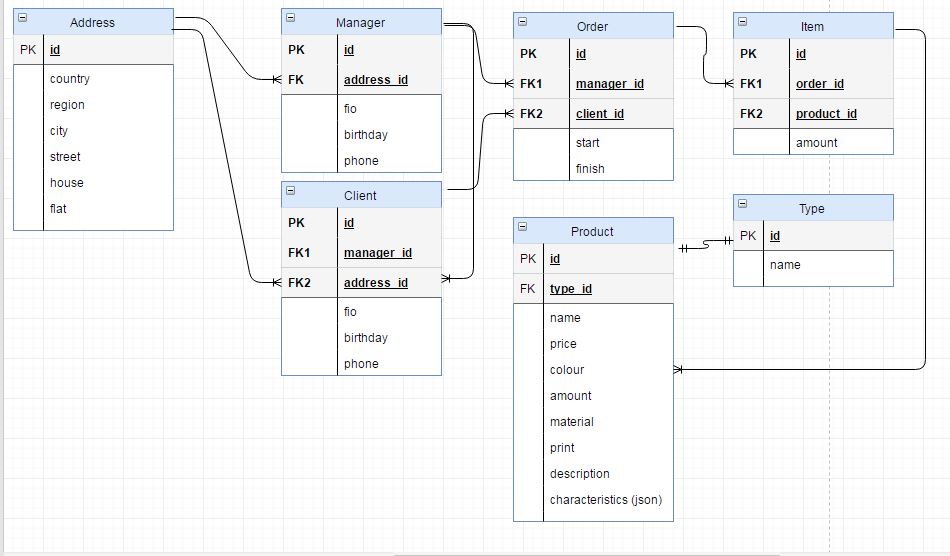 Address
PK id
country
region
city
street
house
flat
Manager
PK id
FK address_id
fio
birthday
phone
Client
PK id
FK1 manager_id
FK2 address_id
fio
birthday
phone
Order
PK id
FK1 manager_id
FK2 client_id
start
finish
Item
PK id
FK1 order_id
FK2 product_id
amount
Product
PK id
FK type_id
name
price
colour
amount
material
print
description
characteristics (json)
Type
PK id
name